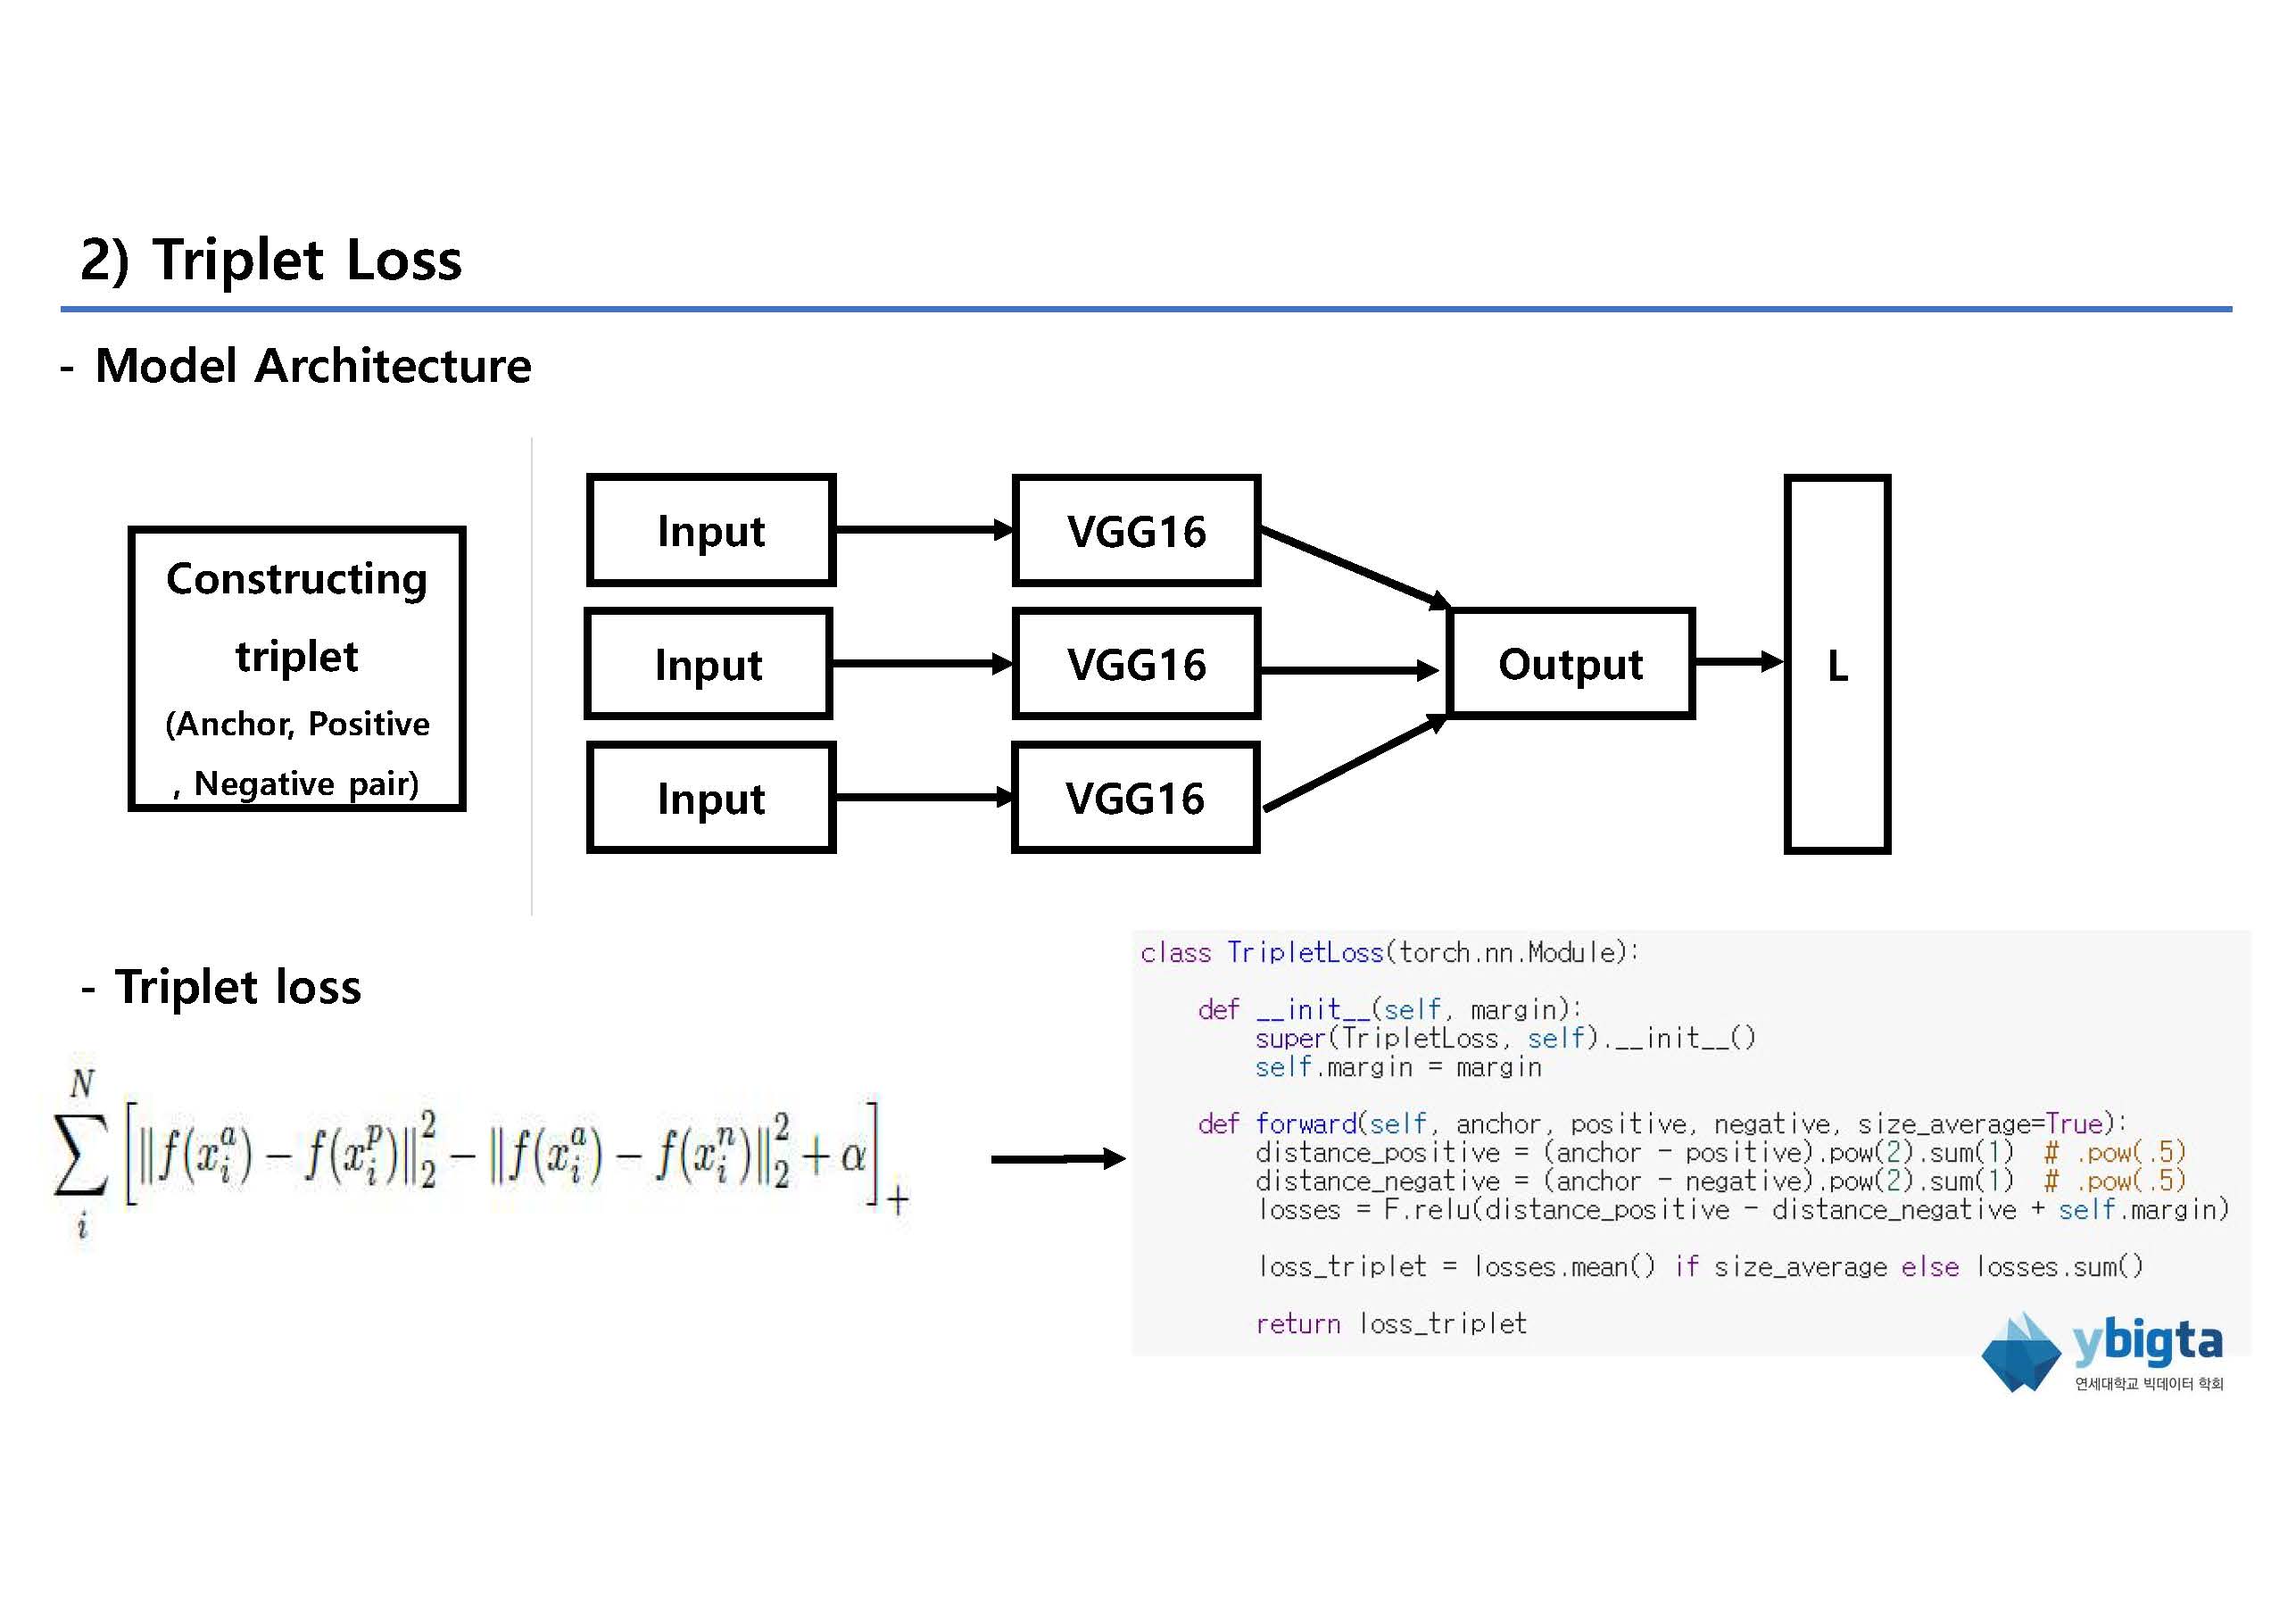 2) Triplet Loss
- Model Architecture
Constructing
triplet
(Anchor, Positive
, Negative pair)
Input
VGG16
Input
VGG16
Output
L
Input
VGG16
- Triplet loss
\sum_{i}^{N} \left[ \|f(x_i^a) - f(x_i^p)\|_2^2 - \|f(x_i^a) - f(x_i^n)\|_2^2 + \alpha \right]_+
class TripletLoss(torch.nn.Module):
    def __init__(self, margin):
        super(TripletLoss, self).__init__()
        self.margin = margin
    def forward(self, anchor, positive, negative, size_average=True):
        distance_positive = (anchor - positive).pow(2).sum(1)  # .pow(.5)
        distance_negative = (anchor - negative).pow(2).sum(1)  # .pow(.5)
        losses = F.relu(distance_positive - distance_negative + self.margin)
        loss_triplet = losses.mean() if size_average else losses.sum()
        return loss_triplet
ybigta
연세대학교 빅데이터 학회